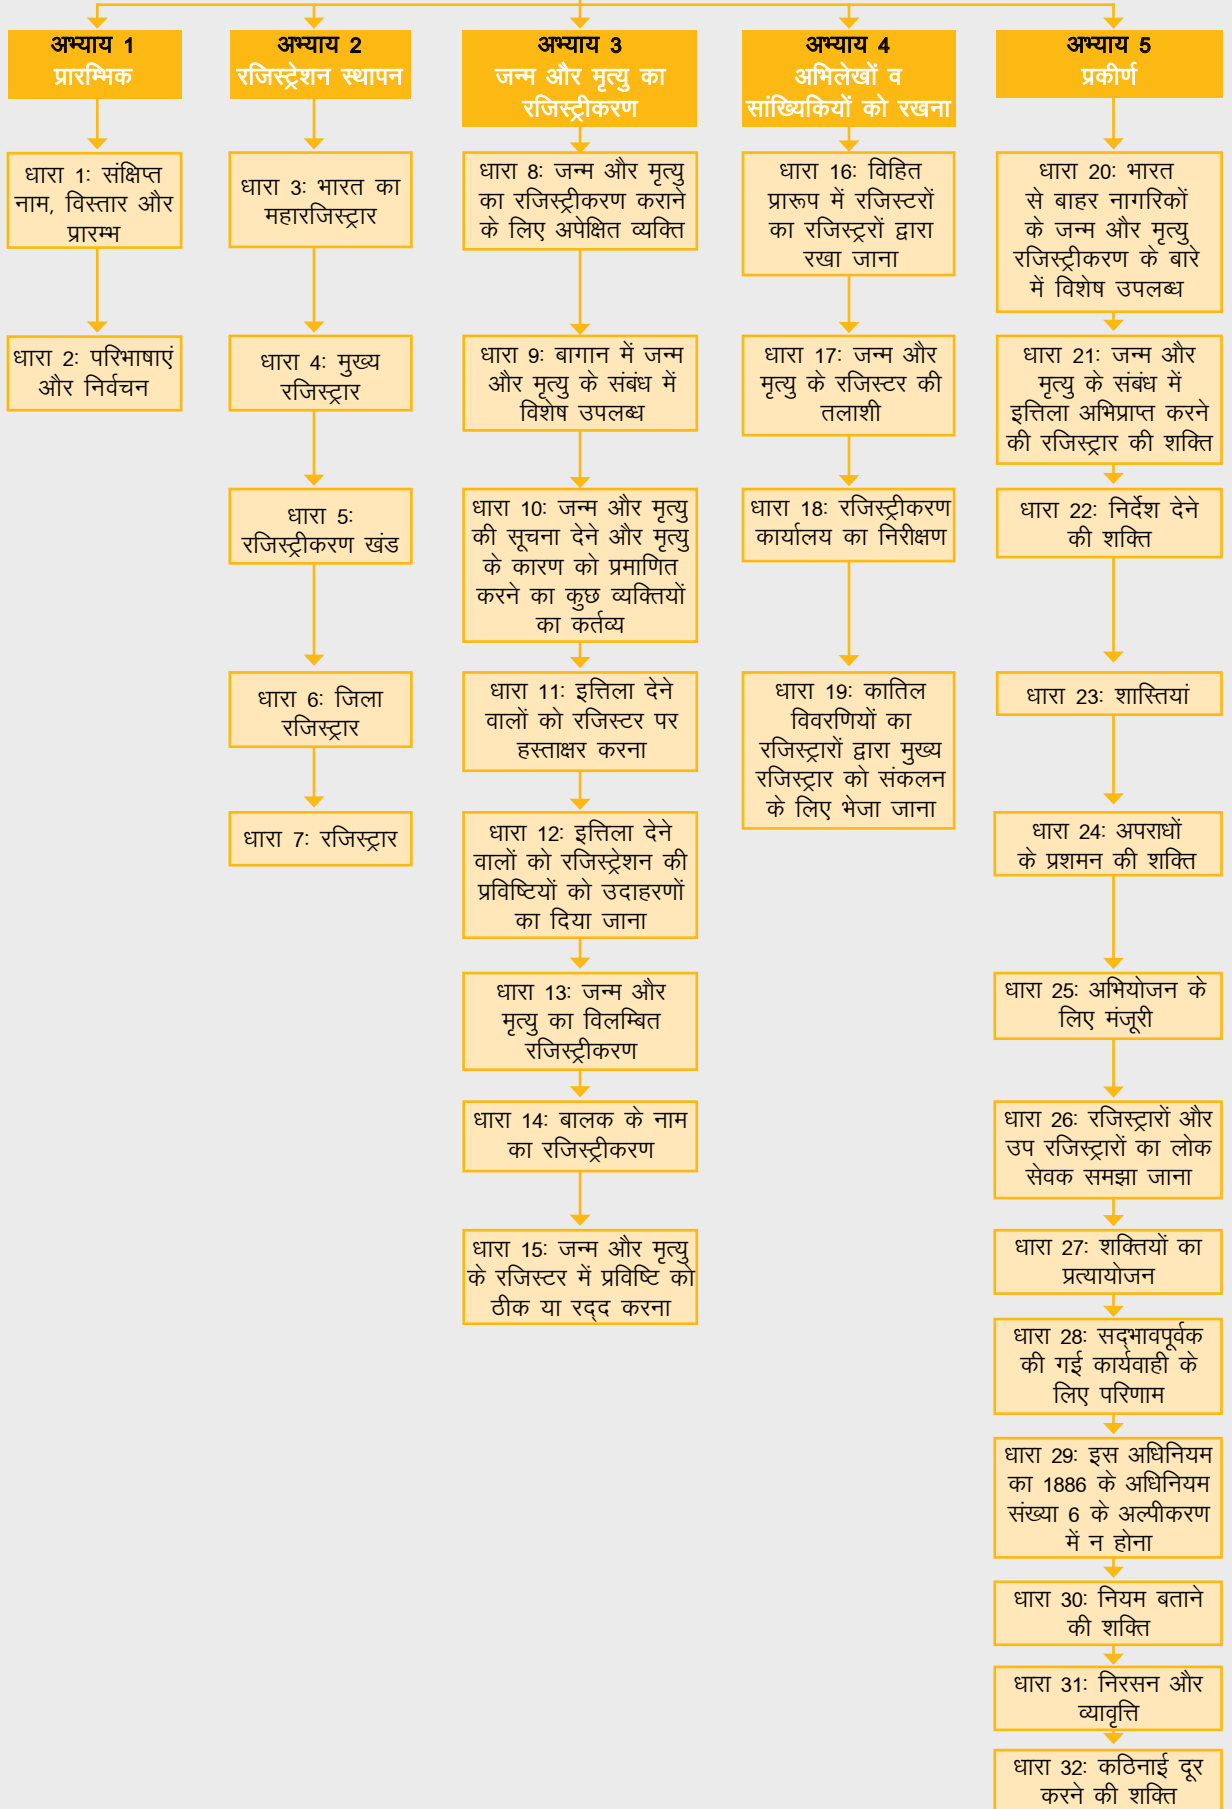 अभ्याय 1
प्रारम्भिक
धारा 1: संक्षिप्त
नाम, विस्तार और
प्रारम्भ
धारा 2: परिभाषाएं
और निर्वचन
अभ्याय 2
रजिस्ट्रेशन स्थापन
धारा 3: भारत का
महारजिस्ट्रार
धारा 4: मुख्य
रजिस्ट्रार
धारा 5:
रजिस्ट्रीकरण खंड
धारा 6: जिला
रजिस्ट्रार
धारा 7: रजिस्ट्रार
अभ्याय 3
जन्म और मृत्यु का
रजिस्ट्रीकरण
धारा 8: जन्म और मृत्यु
का रजिस्ट्रीकरण कराने
के लिए अपेक्षित व्यक्ति
धारा 9: बागान में जन्म
और मृत्यु के संबंध में
विशेष उपलब्ध
धारा 10: जन्म और मृत्यु
की सूचना देने और मृत्यु
के कारण को प्रमाणित
करने का कुछ व्यक्तियों
का कर्तव्य
धारा 11: इत्तिला देने
वालों को रजिस्टर पर
हस्ताक्षर करना
धारा 12: इत्तिला देने
वालों को रजिस्ट्रेशन की
प्रविष्टियों को उदाहरणों
का दिया जाना
धारा 13: जन्म और
मृत्यु का विलम्बित
रजिस्ट्रीकरण
धारा 14: बालक के नाम
का रजिस्ट्रीकरण
धारा 15: जन्म और मृत्यु
के रजिस्टर में प्रविष्टि को
ठीक या रद्द करना
अभ्याय 4
अभिलेखों व
सांख्यिकियों को रखना
धारा 16: विहित
प्रारूप में रजिस्टरों
का रजिस्ट्ररों द्वारा
रखा जाना
धारा 17: जन्म और
मृत्यु के रजिस्टर की
तलाशी
धारा 18: रजिस्ट्रीकरण
कार्यालय का निरीक्षण
धारा 19: कातिल
विवरणियों का
रजिस्ट्रारों द्वारा मुख्य
रजिस्ट्रार को संकलन
के लिए भेजा जाना
अभ्याय 5
प्रकीर्ण
धारा 20: भारत
से बाहर नागरिकों
के जन्म और मृत्यु
रजिस्ट्रीकरण के बारे
में विशेष उपलब्ध
धारा 21: जन्म और
मृत्यु के संबंध में
इत्तिला अभिप्राप्त करने
की रजिस्ट्रार की शक्ति
धारा 22: निर्देश देने
की शक्ति
धारा 23: शास्तियां
धारा 24: अपराधों
के प्रशमन की शक्ति
धारा 25: अभियोजन के
लिए मंजूरी
धारा 26: रजिस्ट्रारों और
उप रजिस्ट्रारों का लोक
सेवक समझा जाना
धारा 27: शक्तियों का
प्रत्यायोजन
धारा 28: सद्भावपूर्वक
की गई कार्यवाही के
लिए परिणाम
धारा 29: इस अधिनियम
का 1886 के अधिनियम
संख्या 6 के अल्पीकरण
में न होना
धारा 30: नियम बताने
की शक्ति
धारा 31: निरसन और
व्यावृत्ति
धारा 32: कठिनाई दूर
करने की शक्ति